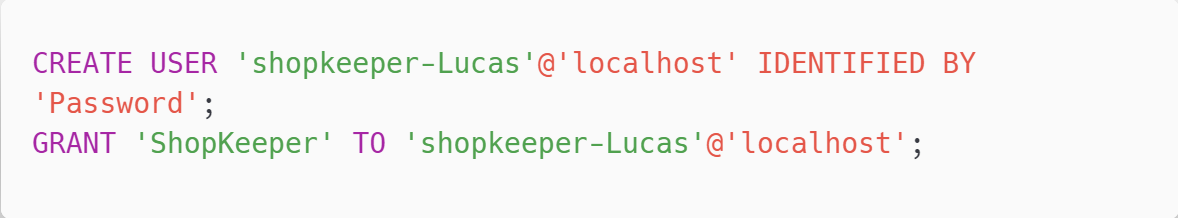 CREATE USER 'shopkeeper-Lucas'@'localhost' IDENTIFIED BY
'Password';
GRANT 'ShopKeeper' TO 'shopkeeper-Lucas'@'localhost';